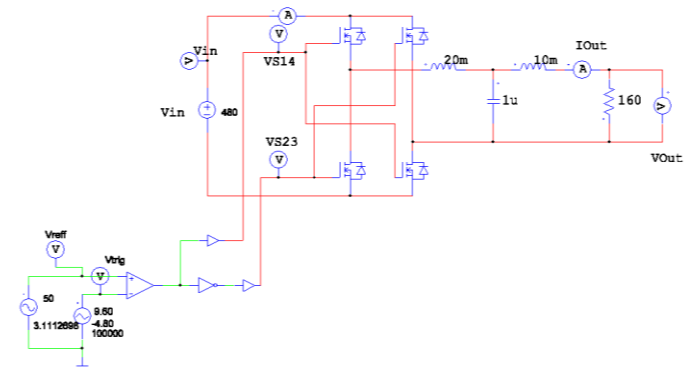 A
Vin
V
V
VS14
20m
10m
IOut
A
Vin
480
1u
160
V
VOut
VS23
V
Vreff
V
Vtrig
V
50
3.1112698
9.60
-4.80
100000